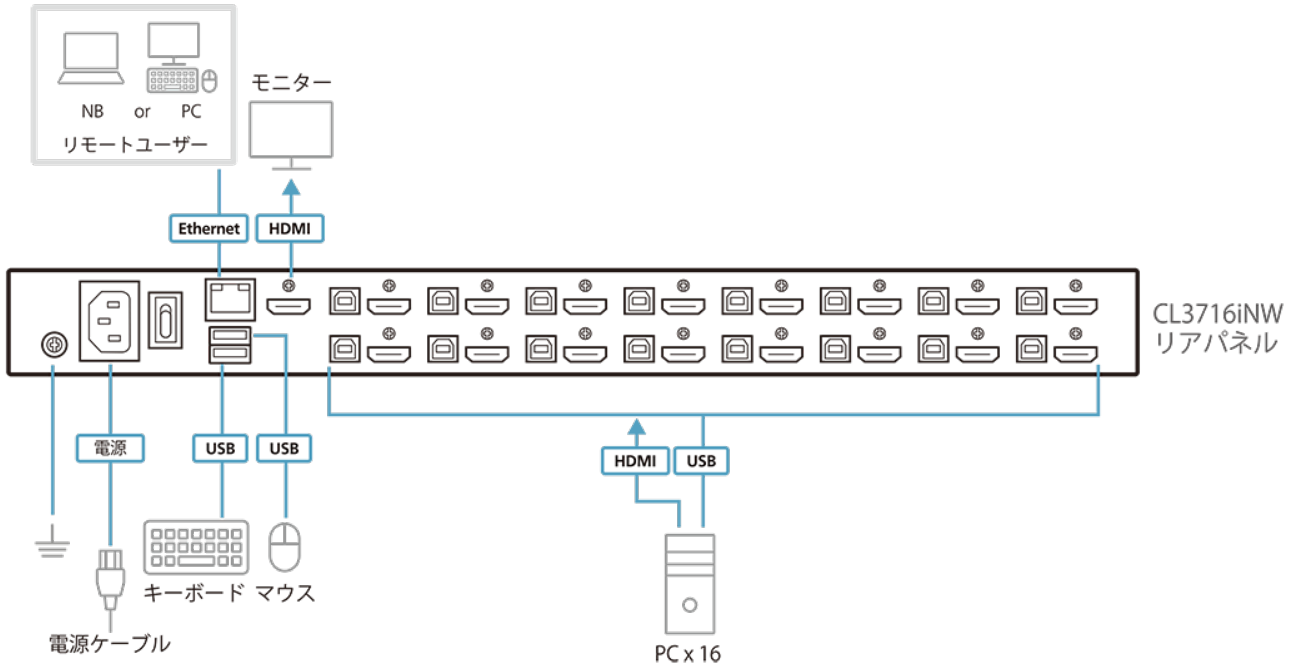 NB or PC
リモートユーザー
モニター
Ethernet
HDMI
CL3716iNW
リアパネル
電源
USB
USB
HDMI
USB
キーボード
マウス
電源ケーブル
PC x 16